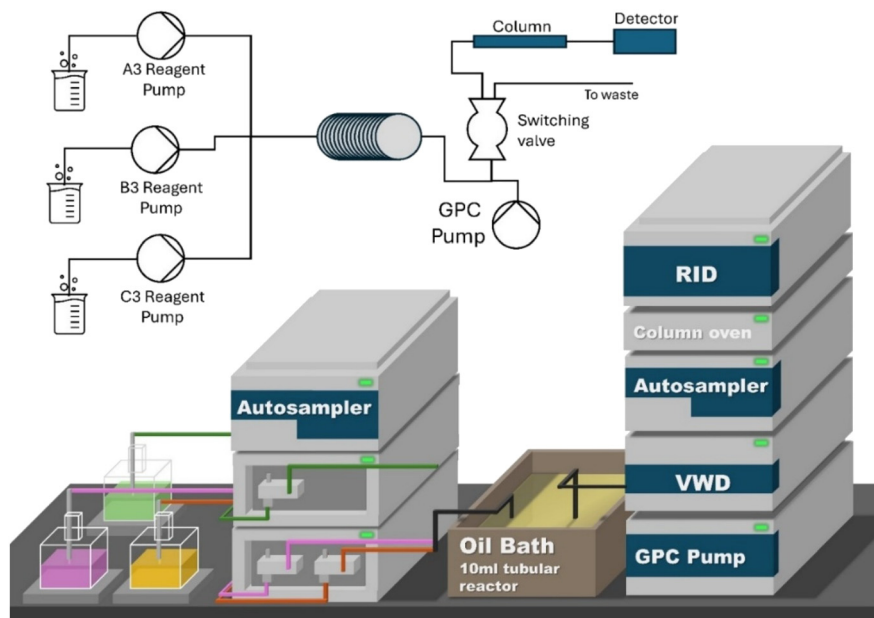 Column
Detector
A3 Reagent
Pump
To waste
Switching
valve
B3 Reagent
Pump
GPC
Pump
C3 Reagent
Pump
RID
Column oven
Autosampler
Autosampler
VWD
Oil Bath
10ml tubular
reactor
GPC Pump